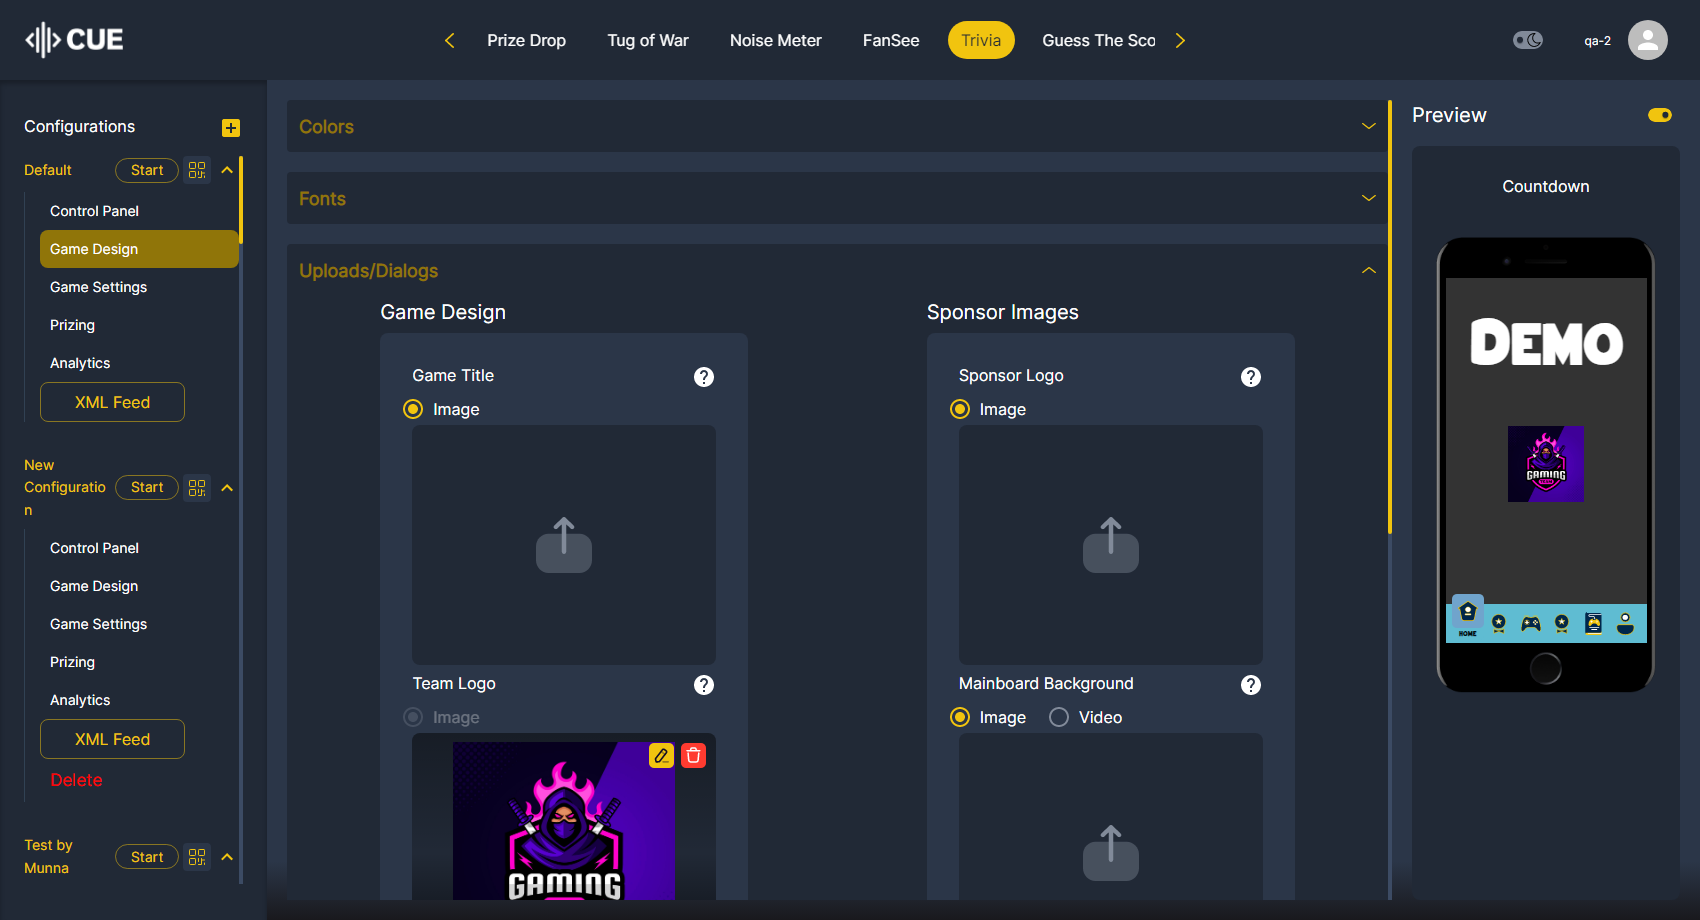 CUE
Prize Drop
Tug of War
Noise Meter
FanSee
Trivia
Guess The Sco
qa-2
Configurations
Default
Start
Control Panel
Game Design
Game Settings
Prizing
Analytics
XML Feed
New
Configuratio
n
Start
Control Panel
Game Design
Game Settings
Prizing
Analytics
XML Feed
Delete
Test by
Munna
Start
Colors
Fonts
Uploads/Dialogs
Game Design
Game Title
?
Image
Team Logo
?
Image
GAMING
Sponsor Images
Sponsor Logo
?
Image
Mainboard Background
?
Image
Video
Preview
Countdown
DEMO
GAMING
HOME